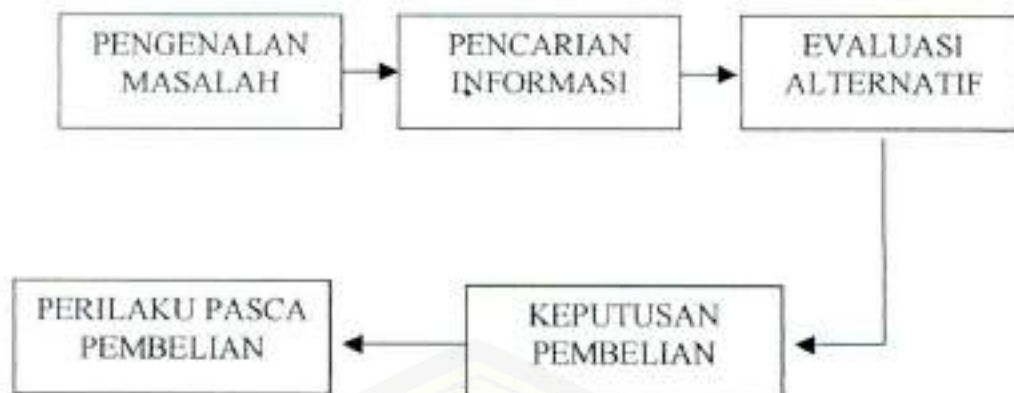 PENGENALAN
MASALAH
PENCARIAN
INFORMASI
EVALUASI
ALTERNATIF
KEPUTUSAN
PEMBELIAN
PERILAKU PASCA
PEMBELIAN